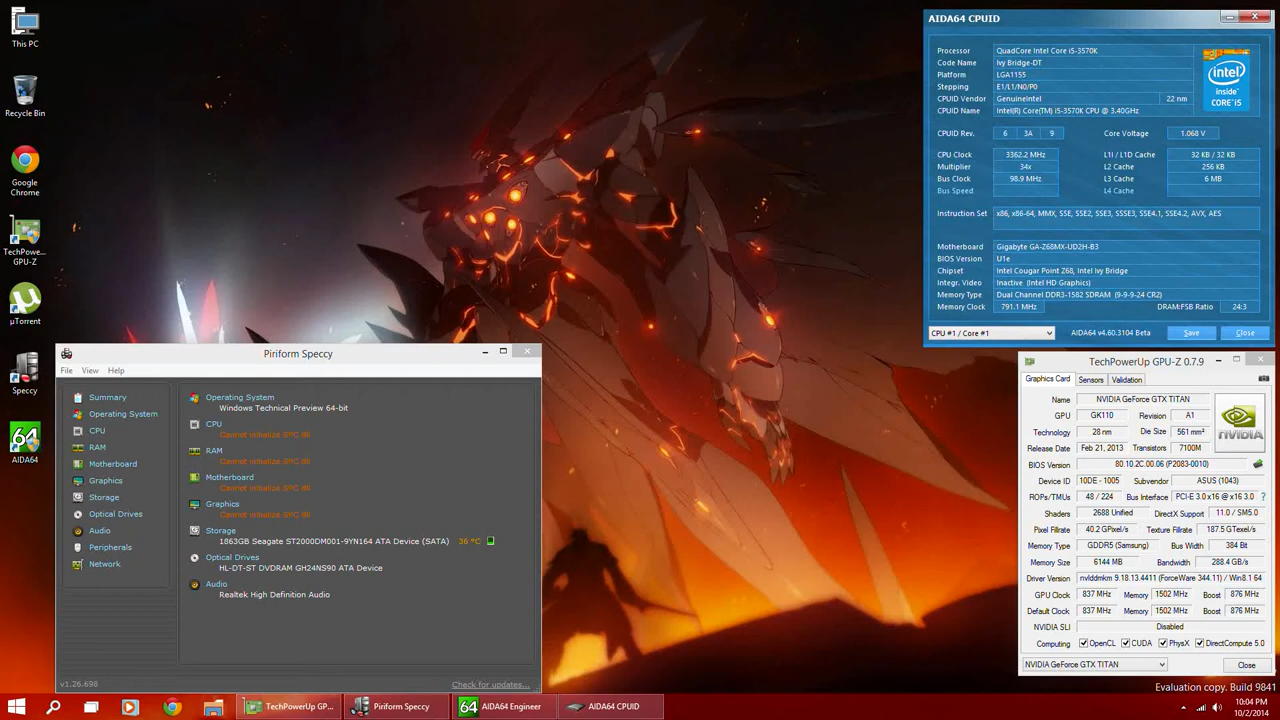 This PC
Recycle Bin
Google
Chrome
TechPowe...
GPU-Z
µTorrent
Speccy
64
AIDA64
AIDA64 CPUID
Processor QuadCore Intel Core i5-3570K
Code Name Ivy Bridge-DT
Platform LGA1155
Stepping E1/L1/N0/P0
CPUID Vendor GenuineIntel 22 nm
CPUID Name Intel(R) Core(TM) i5-3570K CPU @ 3.40GHz
intel
inside™
CORE™ i5
CPUID Rev. 6 3A 9 Core Voltage 1.068 V
CPU Clock 3362.2 MHz L1I / L1D Cache 32 KB / 32 KB
Multiplier 34x L2 Cache 256 KB
Bus Clock 98.9 MHz L3 Cache 6 MB
Bus Speed L4 Cache
Instruction Set x86, x86-64, MMX, SSE, SSE2, SSE3, SSSE3, SSE4.1, SSE4.2, AVX, AES
Motherboard Gigabyte GA-Z68MX-UD2H-B3
BIOS Version U1e
Chipset Intel Cougar Point Z68, Intel Ivy Bridge
Integr. Video Inactive (Intel HD Graphics)
Memory Type Dual Channel DDR3-1582 SDRAM (9-9-9-24 CR2)
Memory Clock 791.1 MHz DRAM:FSB Ratio 24:3
CPU #1 / Core #1 AIDA64 v4.60.3104 Beta Save Close
Piriform Speccy
File View Help
Summary
Operating System
CPU
RAM
Motherboard
Graphics
Storage
Optical Drives
Audio
Peripherals
Network
Operating System
Windows Technical Preview 64-bit
CPU
Cannot initialize SPC dll
RAM
Cannot initialize SPC dll
Motherboard
Cannot initialize SPC dll
Graphics
Cannot initialize SPC dll
Storage
1863GB Seagate ST2000DM001-9YN164 ATA Device (SATA) 36 °C
Optical Drives
HL-DT-ST DVDRAM GH24NS90 ATA Device
Audio
Realtek High Definition Audio
v1.26.698 Check for updates...
TechPowerUp GPU-Z 0.7.9
Graphics Card Sensors Validation
Name NVIDIA GeForce GTX TITAN
GPU GK110 Revision A1
Technology 28 nm Die Size 561 mm²
Release Date Feb 21, 2013 Transistors 7100M
NVIDIA
BIOS Version 80.10.2C.00.06 (P2083-0010)
Device ID 10DE - 1005 Subvendor ASUS (1043)
ROPs/TMUs 48 / 224 Bus Interface PCI-E 3.0 x16 @ x16 3.0 ?
Shaders 2688 Unified DirectX Support 11.0 / SM5.0
Pixel Fillrate 40.2 GPixel/s Texture Fillrate 187.5 GTexel/s
Memory Type GDDR5 (Samsung) Bus Width 384 Bit
Memory Size 6144 MB Bandwidth 288.4 GB/s
Driver Version nvlddmkm 9.18.13.4411 (ForceWare 344.11) / Win8.1 64
GPU Clock 837 MHz Memory 1502 MHz Boost 876 MHz
Default Clock 837 MHz Memory 1502 MHz Boost 876 MHz
NVIDIA SLI Disabled
Computing OpenCL CUDA PhysX DirectCompute 5.0
NVIDIA GeForce GTX TITAN Close
Evaluation copy. Build 9841
TechPowerUp GP... Piriform Speccy 64 AIDA64 Engineer AIDA64 CPUID
10:04 PM
10/2/2014